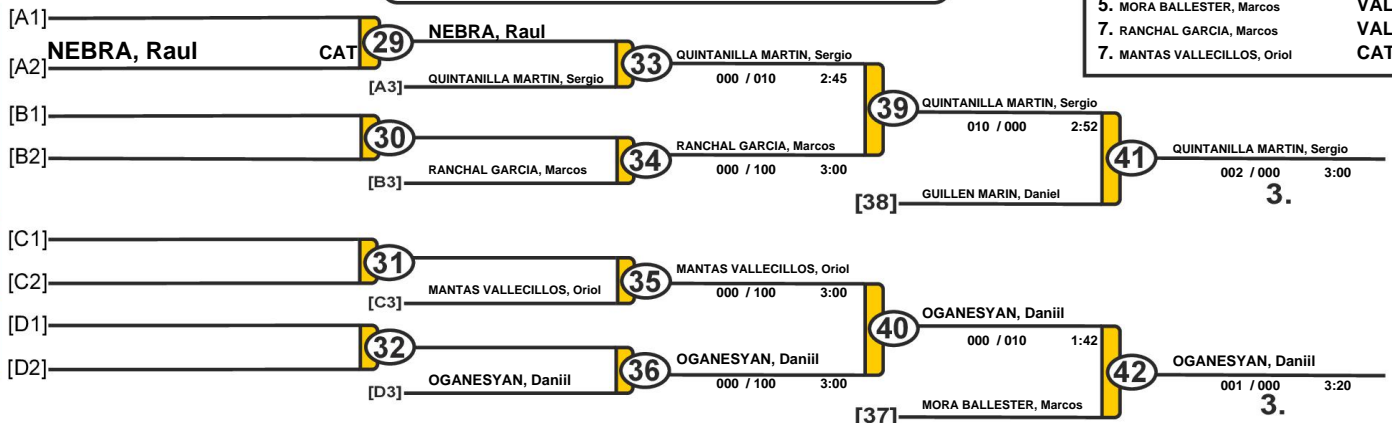 5. MORA BALLESTER, Marcos VAL
7. RANCHAL GARCIA, Marcos VAL
7. MANTAS VALLECILLOS, Oriol CAT
[A1]
[A2] NEBRA, Raul CAT
29
NEBRA, Raul
[A3] QUINTANILLA MARTIN, Sergio
33
QUINTANILLA MARTIN, Sergio
000 / 010 2:45
[B1]
[B2]
30
[B3] RANCHAL GARCIA, Marcos
34
RANCHAL GARCIA, Marcos
000 / 100 3:00
39
QUINTANILLA MARTIN, Sergio
010 / 000 2:52
[38] GUILLEN MARIN, Daniel
41
QUINTANILLA MARTIN, Sergio
002 / 000 3:00
3.
[C1]
[C2]
31
[C3] MANTAS VALLECILLOS, Oriol
35
MANTAS VALLECILLOS, Oriol
000 / 100 3:00
[D1]
[D2]
32
[D3] OGANESYAN, Daniil
36
OGANESYAN, Daniil
000 / 100 3:00
40
OGANESYAN, Daniil
000 / 010 1:42
[37] MORA BALLESTER, Marcos
42
OGANESYAN, Daniil
001 / 000 3:20
3.